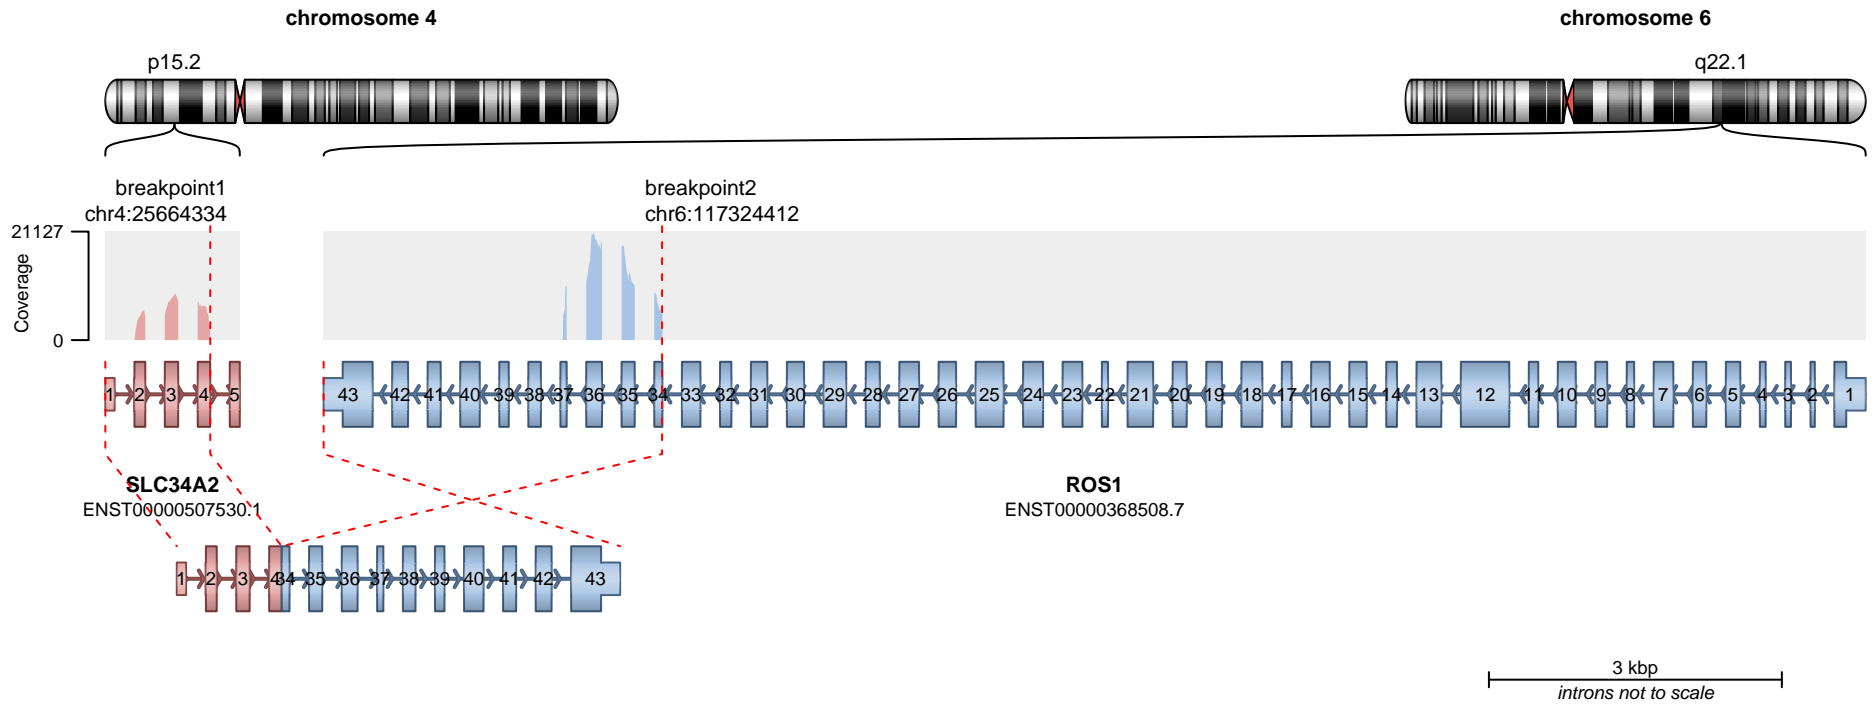 chromosome 4
chromosome 6
p15.2
q22.1
breakpoint1
chr4:25664334
breakpoint2
chr6:117324412
21127
Coverage
0
1 2 3 4 5
43 42 41 40 39 38 37 36 35 34 33 32 31 30 29 28 27 26 25 24 23 22 21 20 19 18 17 16 15 14 13 12 11 10 9 8 7 6 5 4 3 2 1
SLC34A2
ENST00000507530.1
ROS1
ENST00000368508.7
1 2 3 4 34 35 36 37 38 39 40 41 42 43
3 kbp
introns not to scale